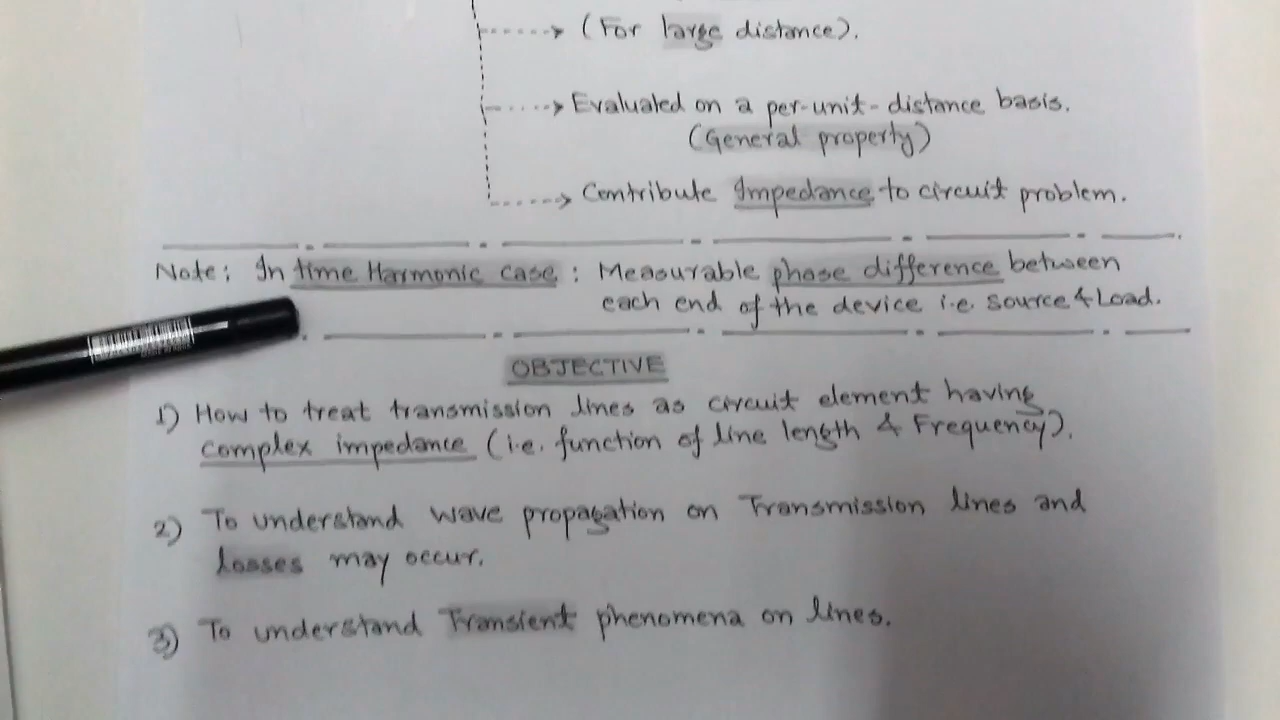 (For large distance).
Evaluated on a per-unit-distance basis.
(General property)
Contribute Impedance to circuit problem.
Note: In time Harmonic case: Measurable phase difference between
each end of the device i.e. source & Load.
OBJECTIVE
1) How to treat transmission lines as circuit element having
complex impedance (i.e. function of line length & Frequency).
2) To understand wave propagation on Transmission lines and
losses may occur.
3) To understand Transient phenomena on lines.